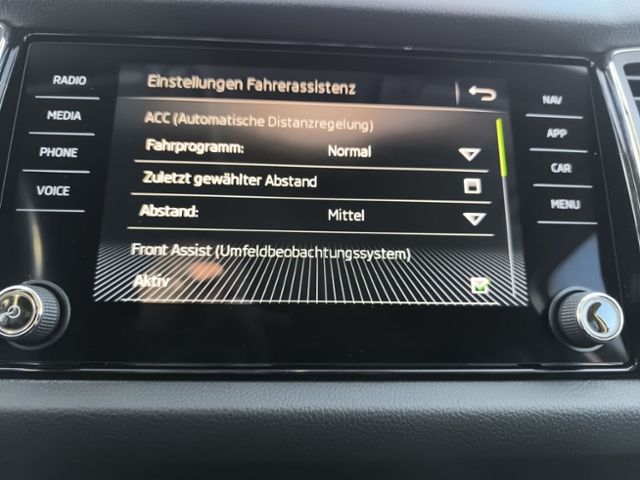 RADIO
MEDIA
PHONE
VOICE
Einstellungen Fahrerassistenz
ACC (Automatische Distanzregelung)
Fahrprogramm: Normal
Zuletzt gewählter Abstand
Abstand: Mittel
Front Assist (Umfeldbeobachtungssystem)
Aktiv
NAV
APP
CAR
MENU